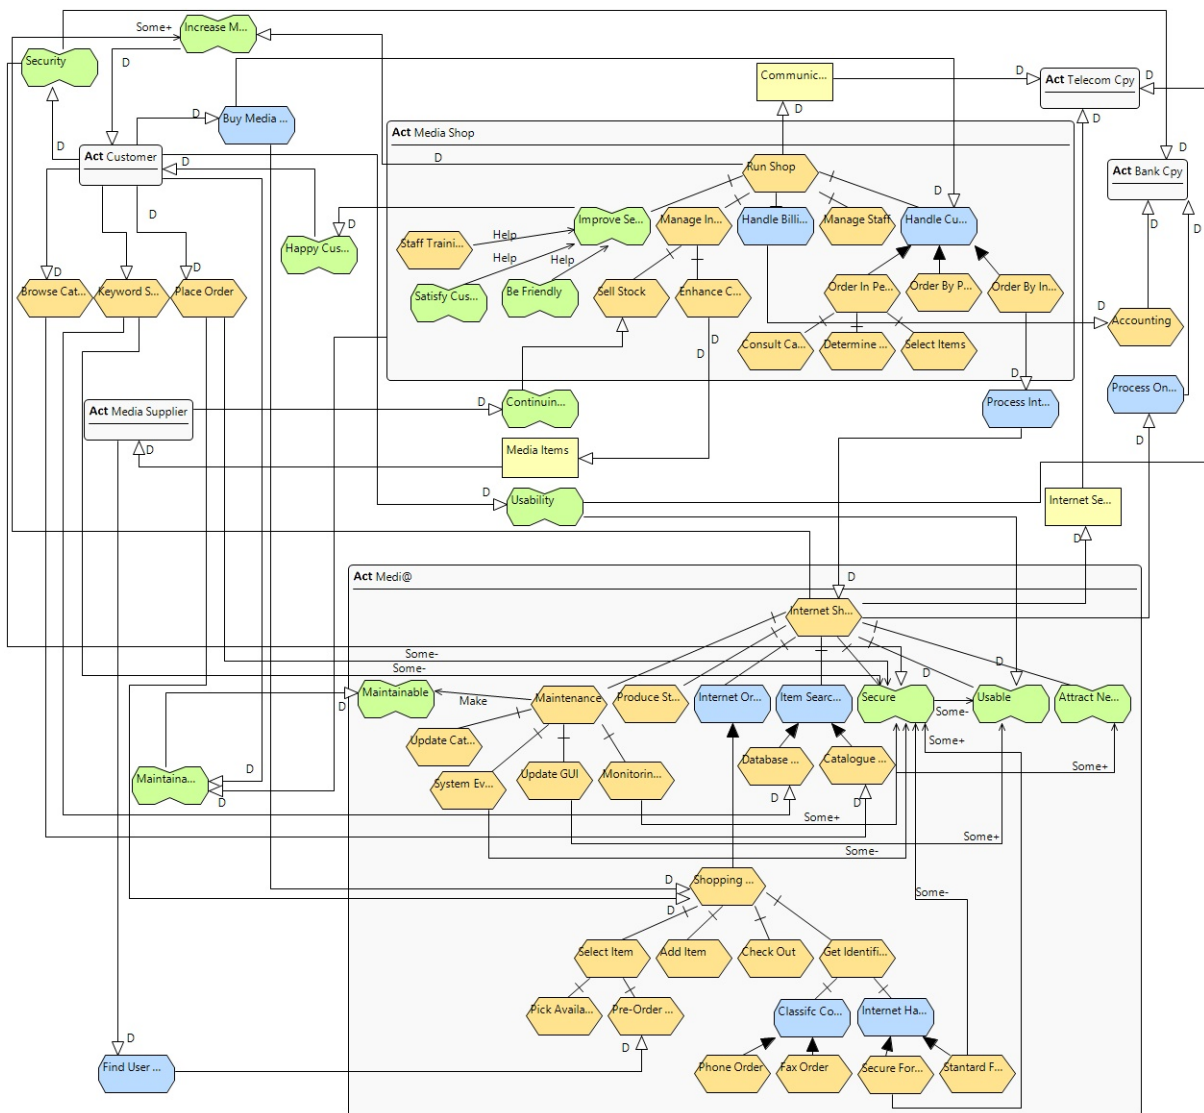 Some+
Increase M...
Security
D
D
D
D
Buy Media ...
Communic...
D
Act Telecom Cpy
D
D
D
Act Media Shop
D
Act Customer
D
D
D
Run Shop
D
Act Bank Cpy
D
D
Happy Cus...
Improve Se...
Manage In...
Handle Billi...
Manage Staff
Handle Cu...
D
Staff Traini...
Help
Help
Help
D
D
D
Browse Cat...
Keyword S...
Place Order
Satisfy Cus...
Be Friendly
Sell Stock
Enhance C...
Order In Pe...
Order By P...
Order By In...
D
Accounting
D
D
Consult Ca...
Determine ...
Select Items
D
Process Int...
Process On...
D
Act Media Supplier
D
Continuin...
D
Media Items
D
Usability
Internet Se...
D
Act Medi@
D
Internet Sh...
Some-
Some-
D
D
Maintainable
D
Make
Maintenance
Produce St...
Internet Or...
Item Searc...
Secure
Some-
Usable
Attract Ne...
Update Cat...
Some+
Database ...
Catalogue ...
Some+
Maintaina...
D
D
System Ev...
Update GUI
Monitorin...
D
D
Some+
Some+
Some-
D
Shopping ...
D
Some-
D
Select Item
Add Item
Check Out
Get Identifi...
Pick Availa...
Pre-Order ...
Classifc Co...
Internet Ha...
D
D
Find User ...
Phone Order
Fax Order
Secure For...
Stantard F...